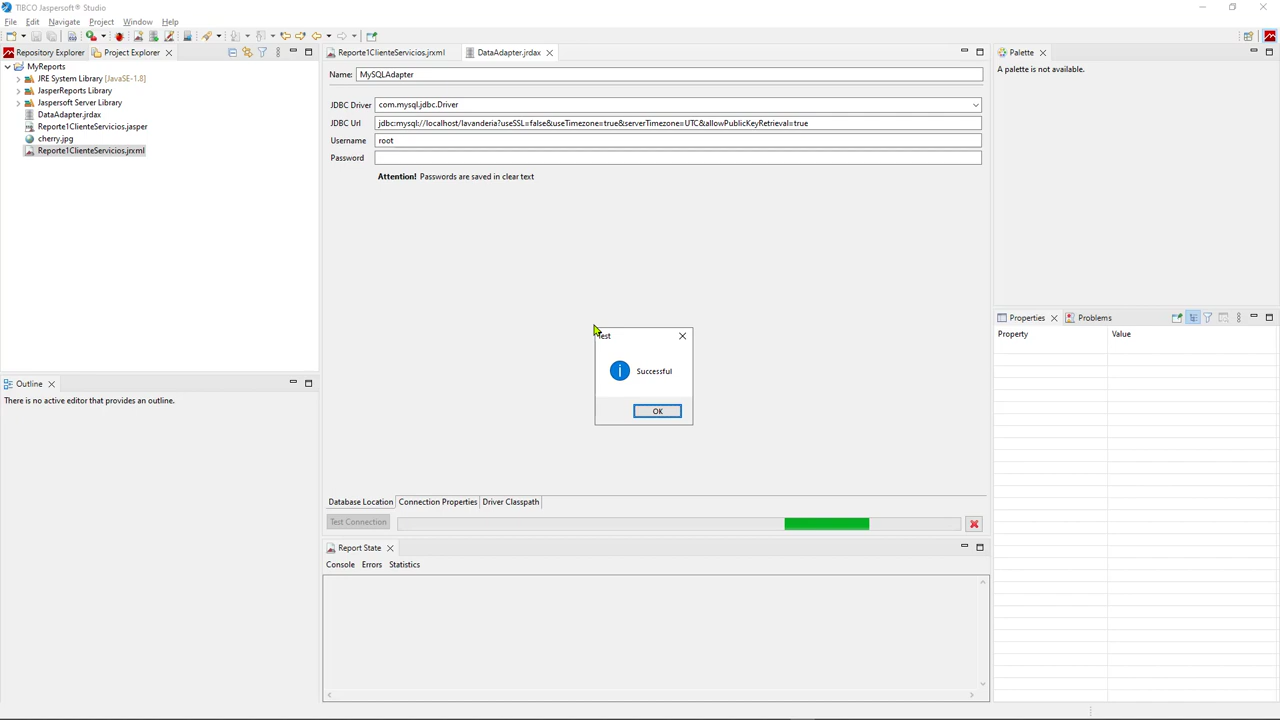 TIBCO Jaspersoft® Studio
File Edit Navigate Project Window Help
Repository Explorer
Project Explorer
MyReports
JRE System Library [JavaSE-1.8]
JasperReports Library
Jaspersoft Server Library
DataAdapter.jrdax
Reporte1ClienteServicios.jasper
cherry.jpg
Reporte1ClienteServicios.jrxml
Outline
There is no active editor that provides an outline.
Reporte1ClienteServicios.jrxml
DataAdapter.jrdax
Name: MySQLAdapter
JDBC Driver com.mysql.jdbc.Driver
JDBC Url jdbc:mysql://localhost/lavanderia?useSSL=false&useTimezone=true&serverTimezone=UTC&allowPublicKeyRetrieval=true
Username root
Password
Attention! Passwords are saved in clear text
Test
Successful
OK
Database Location Connection Properties Driver Classpath
Test Connection
Report State
Console Errors Statistics
Palette
A palette is not available.
Properties
Problems
Property Value